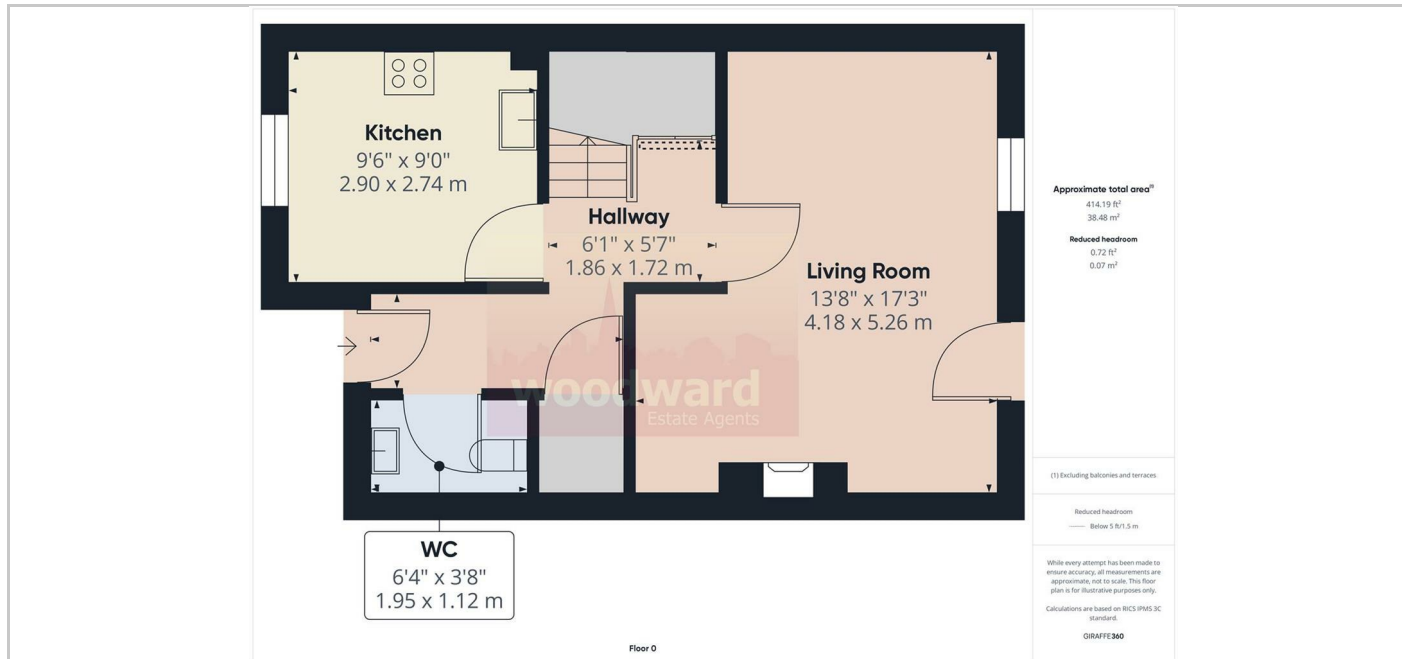 Kitchen
9'6" x 9'0"
2.90 x 2.74 m
Hallway
6'1" x 5'7"
1.86 x 1.72 m
Living Room
13'8" x 17'3"
4.18 x 5.26 m
woodward
Estate Agents
WC
6'4" x 3'8"
1.95 x 1.12 m
Floor 0
Approximate total area(1)
414.19 ft²
38.48 m²
Reduced headroom
0.72 ft²
0.07 m²
(1) Excluding balconies and terraces
Reduced headroom
Below 5 ft/1.5 m
While every attempt has been made to
ensure accuracy, all measurements are
approximate, not to scale. This floor
plan is for illustrative purposes only.
Calculations are based on RICS IPMS 3C
standard.
GIRAFFE360